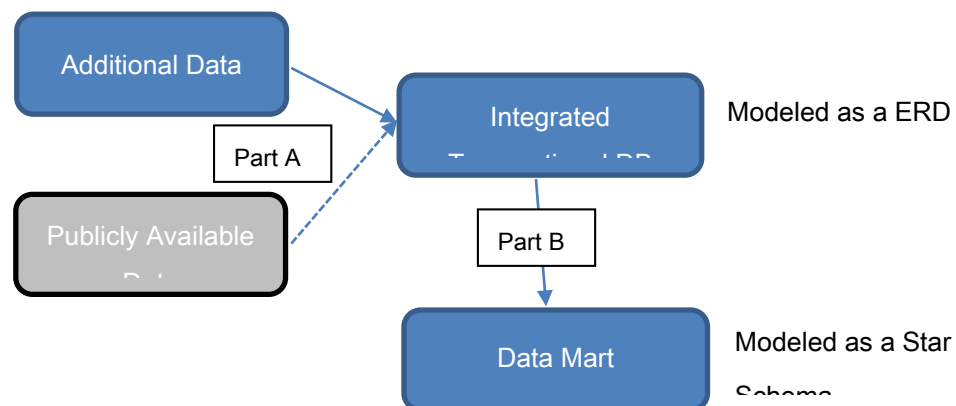 Additional Data
Integrated
Modeled as a ERD
Part A
Publicly Available
Part B
Data Mart
Modeled as a Star